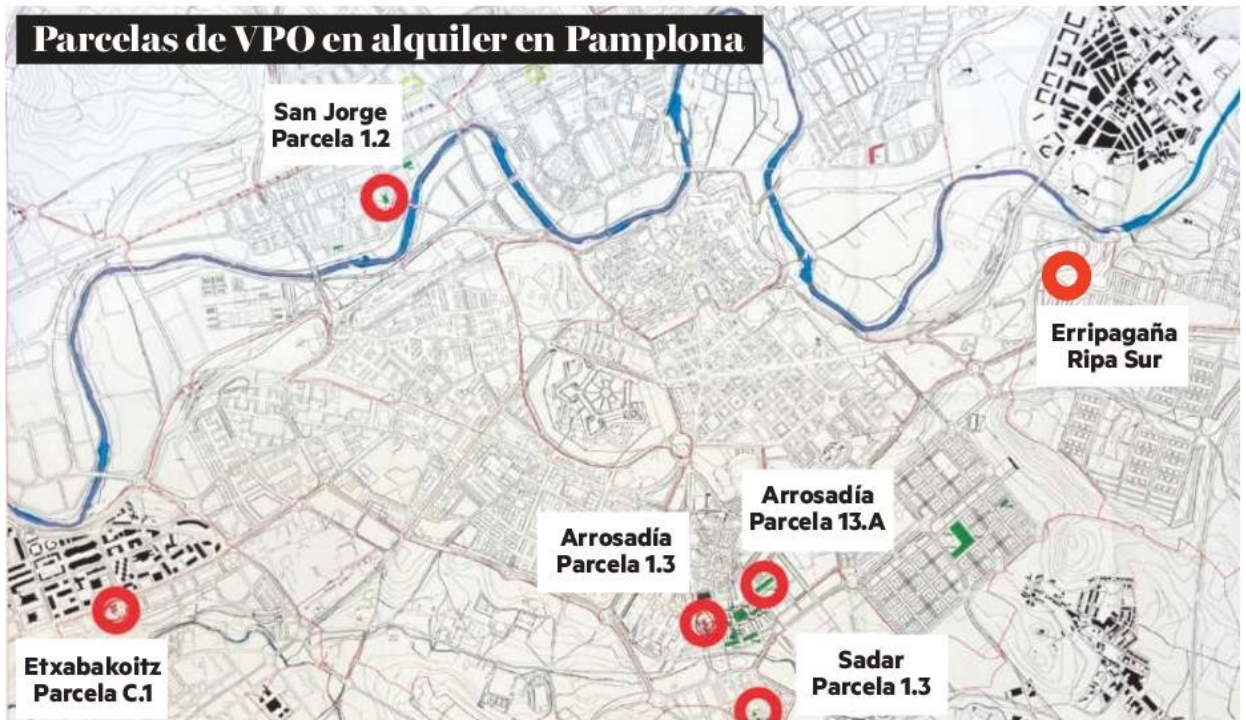 Parcelas de VPO en alquiler en Pamplona
San Jorge
Parcela 1.2
Erripagaña
Ripa Sur
Arrosadía
Parcela 13.A
Arrosadía
Parcela 1.3
Etxabakoitz
Parcela C.1
Sadar
Parcela 1.3